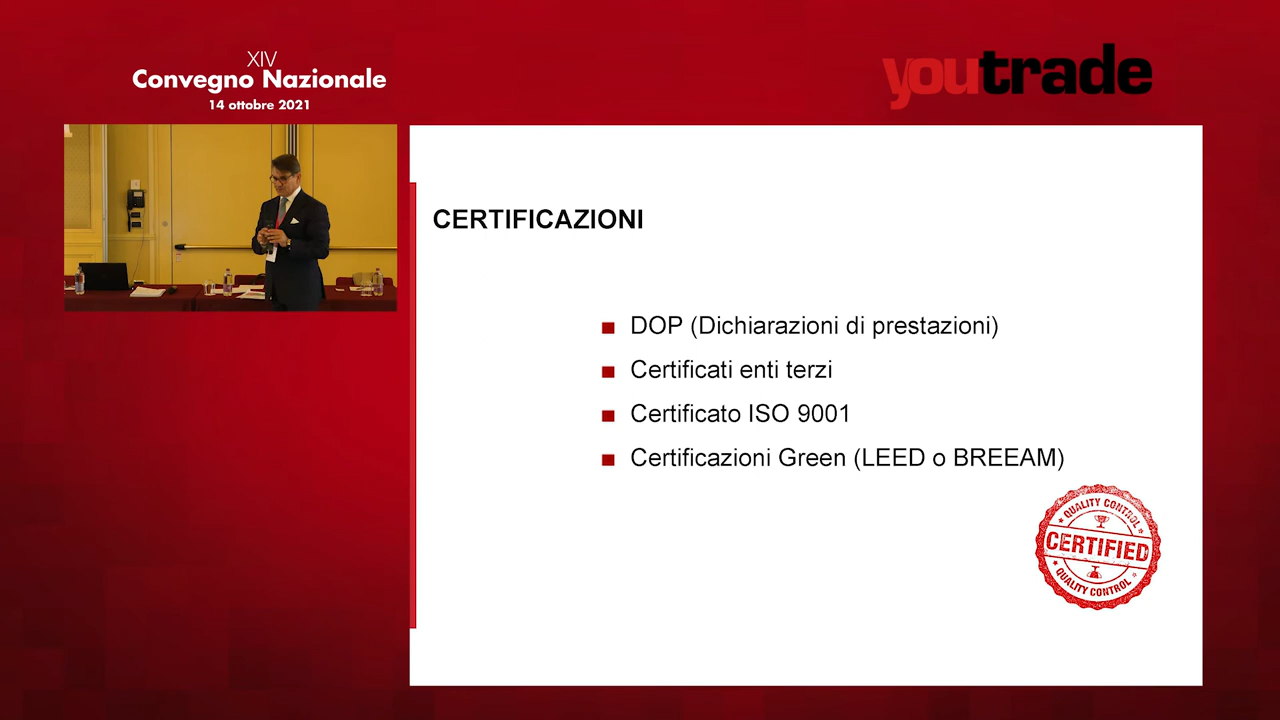 XIV
Convegno Nazionale
14 ottobre 2021
youtrade
CERTIFICAZIONI
DOP (Dichiarazioni di prestazioni)
Certificati enti terzi
Certificato ISO 9001
Certificazioni Green (LEED o BREEAM)
QUALITY CONTROL
CERTIFIED
QUALITY CONTROL